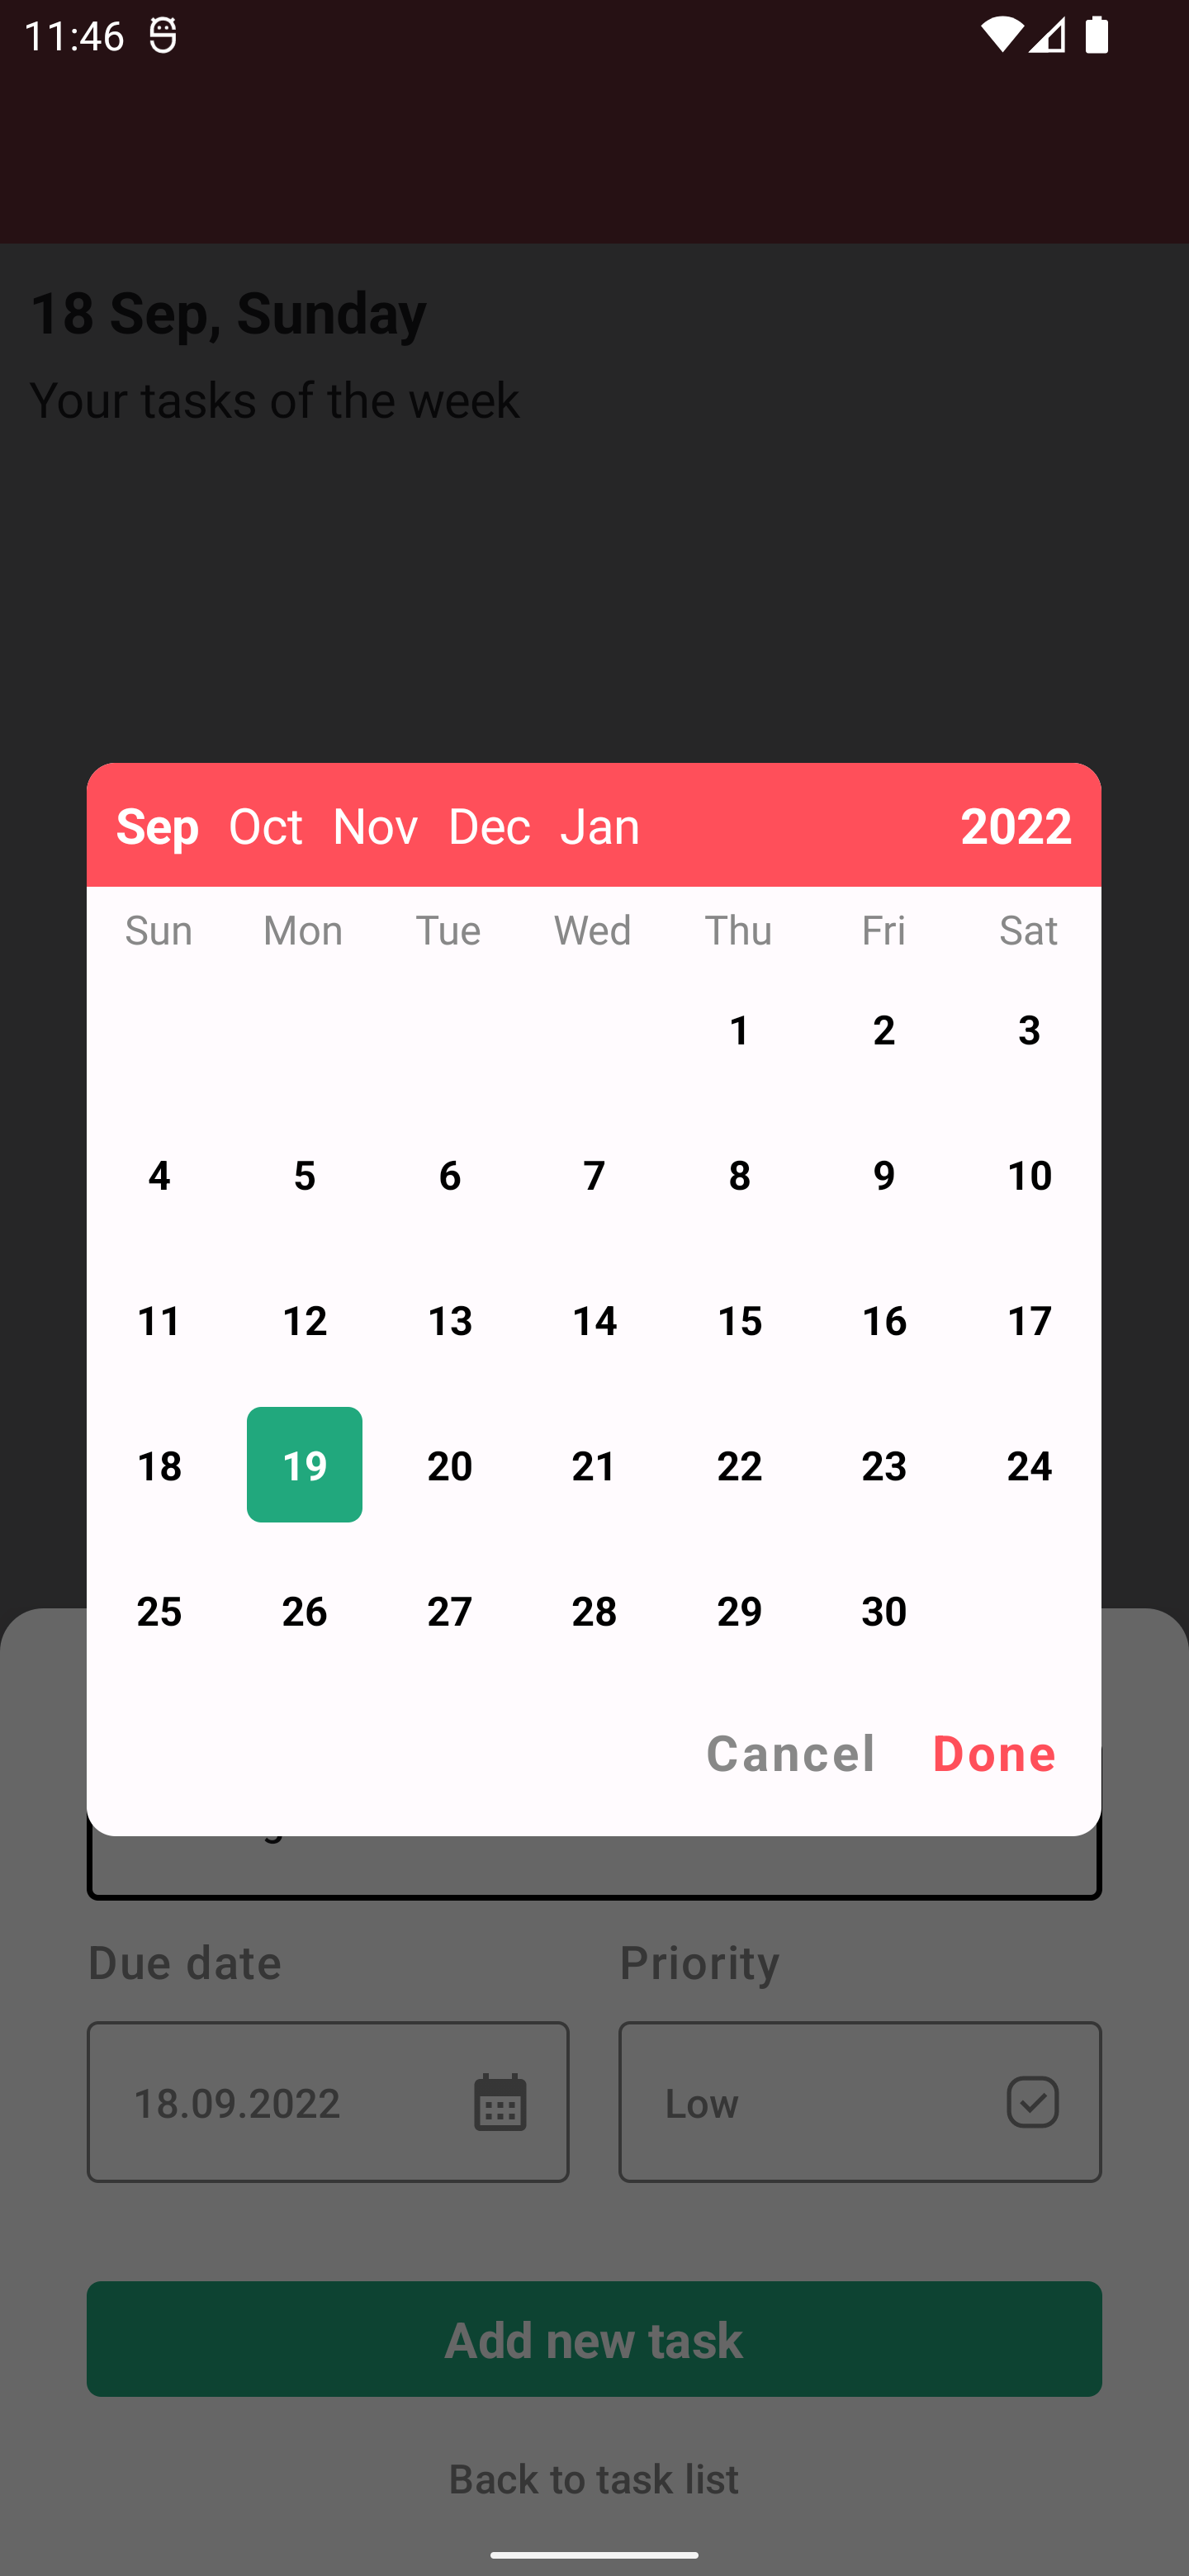 11:46
18 Sep, Sunday
Your tasks of the week
Sep Oct Nov Dec Jan 2022
Sun Mon Tue Wed Thu Fri Sat
1 2 3
4 5 6 7 8 9 10
11 12 13 14 15 16 17
18 19 20 21 22 23 24
25 26 27 28 29 30
Cancel Done
Due date Priority
18.09.2022 Low
Add new task
Back to task list